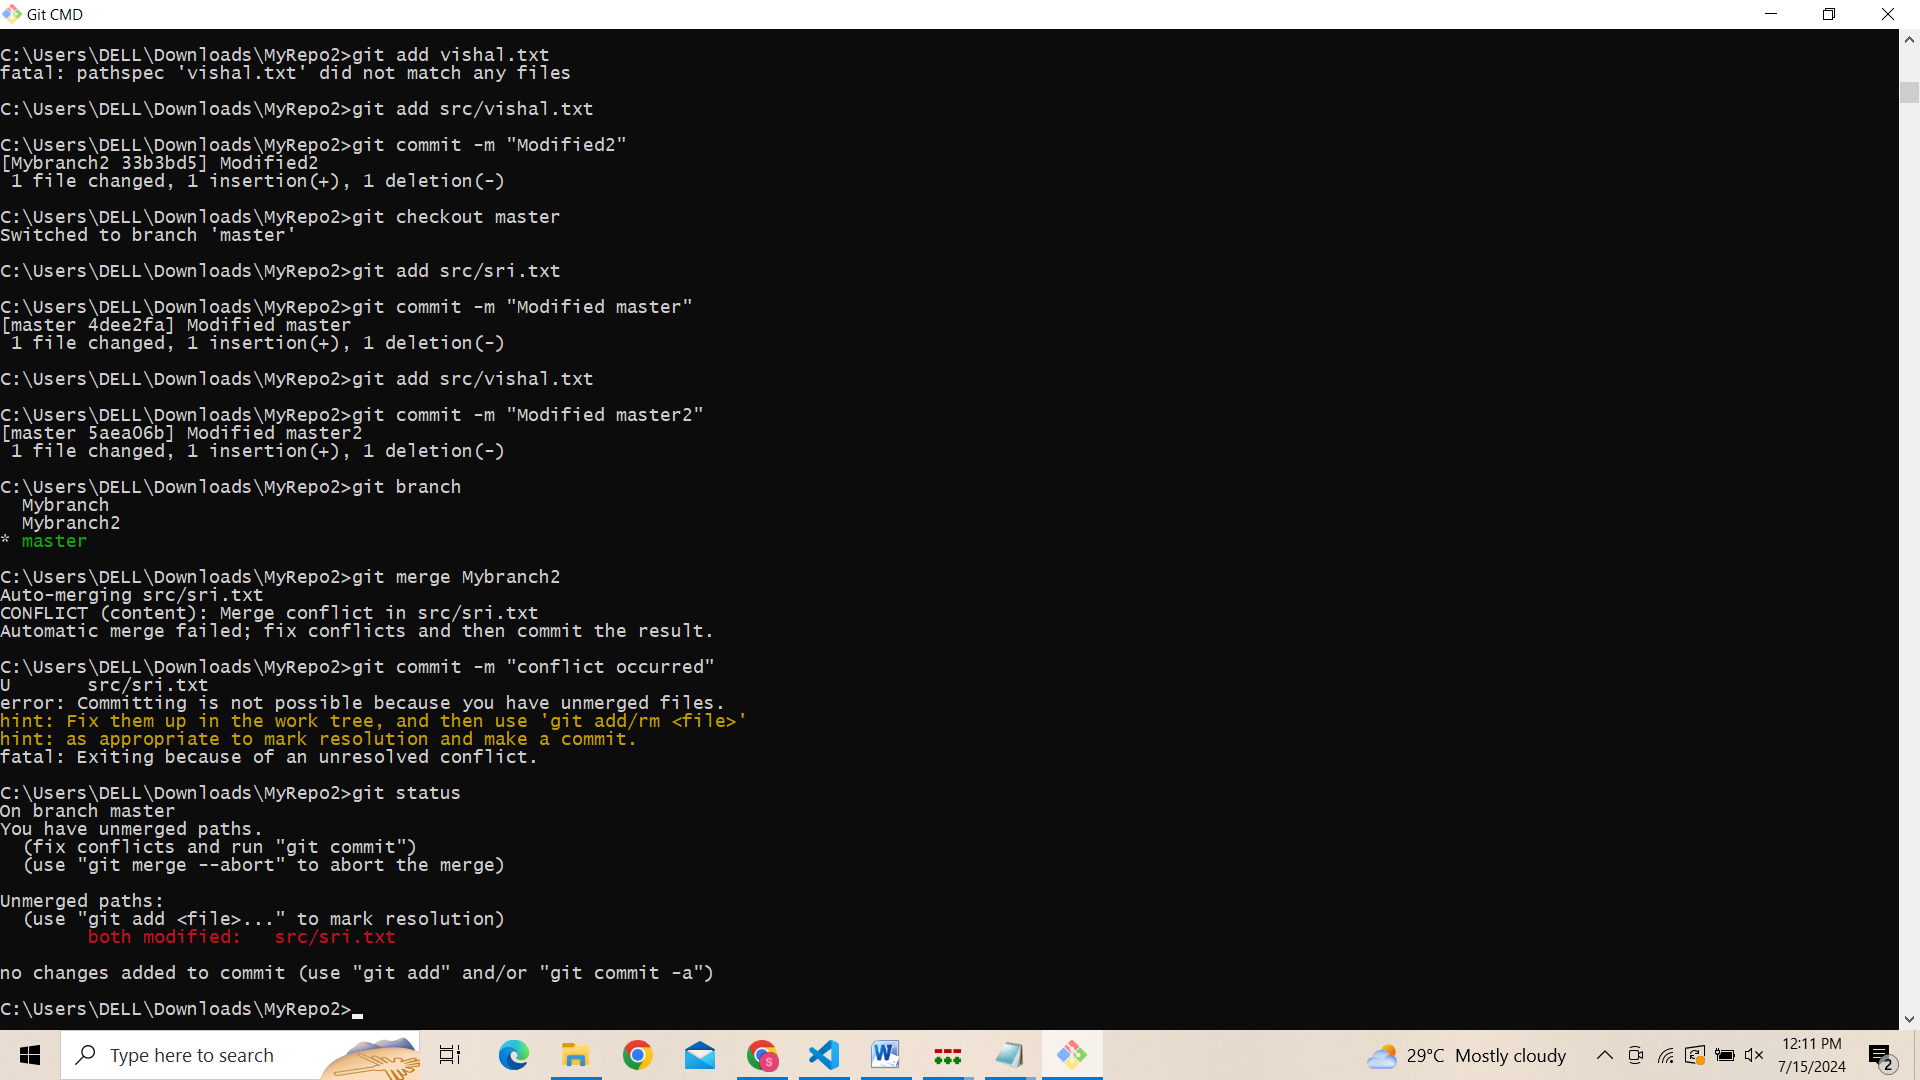 Git CMD
C:\Users\DELL\Downloads\MyRepo2>git add vishal.txt
fatal: pathspec 'vishal.txt' did not match any files
C:\Users\DELL\Downloads\MyRepo2>git add src/vishal.txt
C:\Users\DELL\Downloads\MyRepo2>git commit -m "Modified2"
[Mybranch2 33b3bd5] Modified2
 1 file changed, 1 insertion(+), 1 deletion(-)
C:\Users\DELL\Downloads\MyRepo2>git checkout master
Switched to branch 'master'
C:\Users\DELL\Downloads\MyRepo2>git add src/sri.txt
C:\Users\DELL\Downloads\MyRepo2>git commit -m "Modified master"
[master 4dee2fa] Modified master
 1 file changed, 1 insertion(+), 1 deletion(-)
C:\Users\DELL\Downloads\MyRepo2>git add src/vishal.txt
C:\Users\DELL\Downloads\MyRepo2>git commit -m "Modified master2"
[master 5aea06b] Modified master2
 1 file changed, 1 insertion(+), 1 deletion(-)
C:\Users\DELL\Downloads\MyRepo2>git branch
  Mybranch
  Mybranch2
* master
C:\Users\DELL\Downloads\MyRepo2>git merge Mybranch2
Auto-merging src/sri.txt
CONFLICT (content): Merge conflict in src/sri.txt
Automatic merge failed; fix conflicts and then commit the result.
C:\Users\DELL\Downloads\MyRepo2>git commit -m "conflict occurred"
U       src/sri.txt
error: Committing is not possible because you have unmerged files.
hint: Fix them up in the work tree, and then use 'git add/rm <file>'
hint: as appropriate to mark resolution and make a commit.
fatal: Exiting because of an unresolved conflict.
C:\Users\DELL\Downloads\MyRepo2>git status
On branch master
You have unmerged paths.
  (fix conflicts and run "git commit")
  (use "git merge --abort" to abort the merge)
Unmerged paths:
  (use "git add <file>..." to mark resolution)
        both modified:   src/sri.txt
no changes added to commit (use "git add" and/or "git commit -a")
C:\Users\DELL\Downloads\MyRepo2>
Type here to search
S
W
29°C Mostly cloudy
12:11 PM
7/15/2024
2